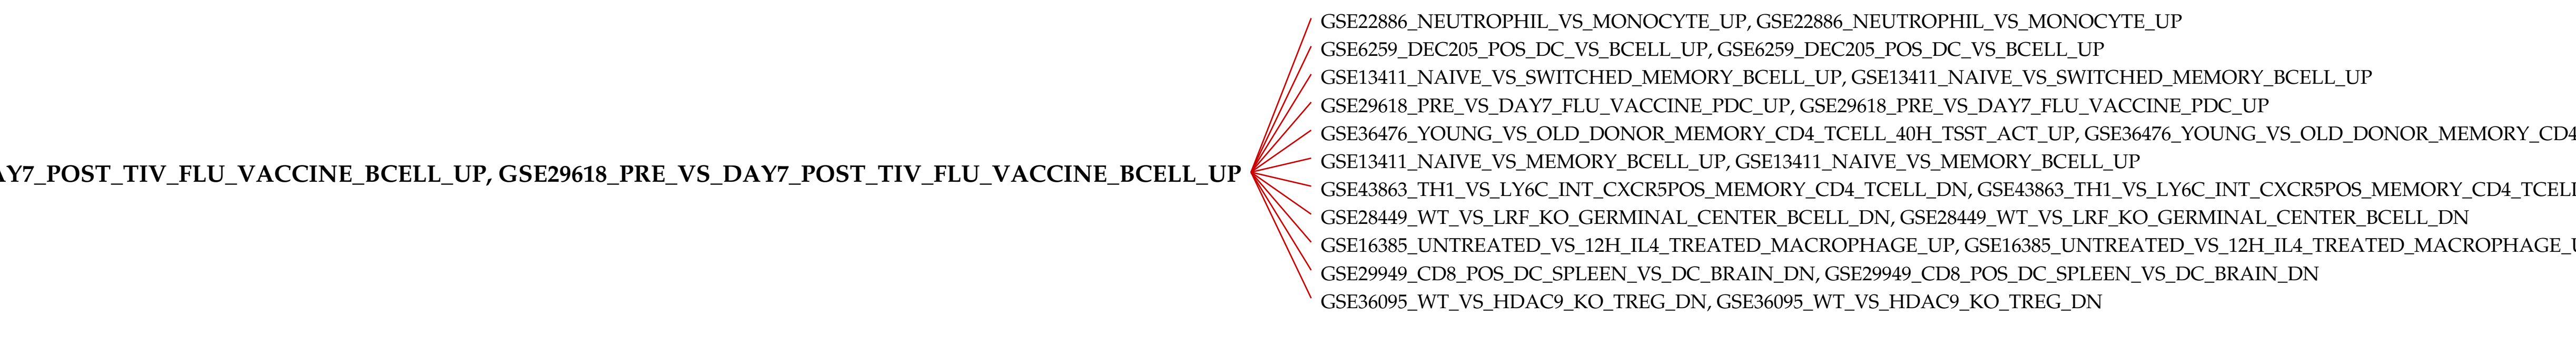 GSE22886_NEUTROPHIL_VS_MONOCYTE_UP, GSE22886_NEUTROPHIL_VS_MONOCYTE_UP
GSE6259_DEC205_POS_DC_VS_BCELL_UP, GSE6259_DEC205_POS_DC_VS_BCELL_UP
GSE13411_NAIVE_VS_SWITCHED_MEMORY_BCELL_UP, GSE13411_NAIVE_VS_SWITCHED_MEMORY_BCELL_UP
GSE29618_PRE_VS_DAY7_FLU_VACCINE_PDC_UP, GSE29618_PRE_VS_DAY7_FLU_VACCINE_PDC_UP
GSE36476_YOUNG_VS_OLD_DONOR_MEMORY_CD4_TCELL_40H_TSST_ACT_UP, GSE36476_YOUNG_VS_OLD_DONOR_MEMORY_CD4
GSE13411_NAIVE_VS_MEMORY_BCELL_UP, GSE13411_NAIVE_VS_MEMORY_BCELL_UP
AY7_POST_TIV_FLU_VACCINE_BCELL_UP, GSE29618_PRE_VS_DAY7_POST_TIV_FLU_VACCINE_BCELL_UP
GSE43863_TH1_VS_LY6C_INT_CXCR5POS_MEMORY_CD4_TCELL_DN, GSE43863_TH1_VS_LY6C_INT_CXCR5POS_MEMORY_CD4_TCELL
GSE28449_WT_VS_LRF_KO_GERMINAL_CENTER_BCELL_DN, GSE28449_WT_VS_LRF_KO_GERMINAL_CENTER_BCELL_DN
GSE16385_UNTREATED_VS_12H_IL4_TREATED_MACROPHAGE_UP, GSE16385_UNTREATED_VS_12H_IL4_TREATED_MACROPHAGE_U
GSE29949_CD8_POS_DC_SPLEEN_VS_DC_BRAIN_DN, GSE29949_CD8_POS_DC_SPLEEN_VS_DC_BRAIN_DN
GSE36095_WT_VS_HDAC9_KO_TREG_DN, GSE36095_WT_VS_HDAC9_KO_TREG_DN